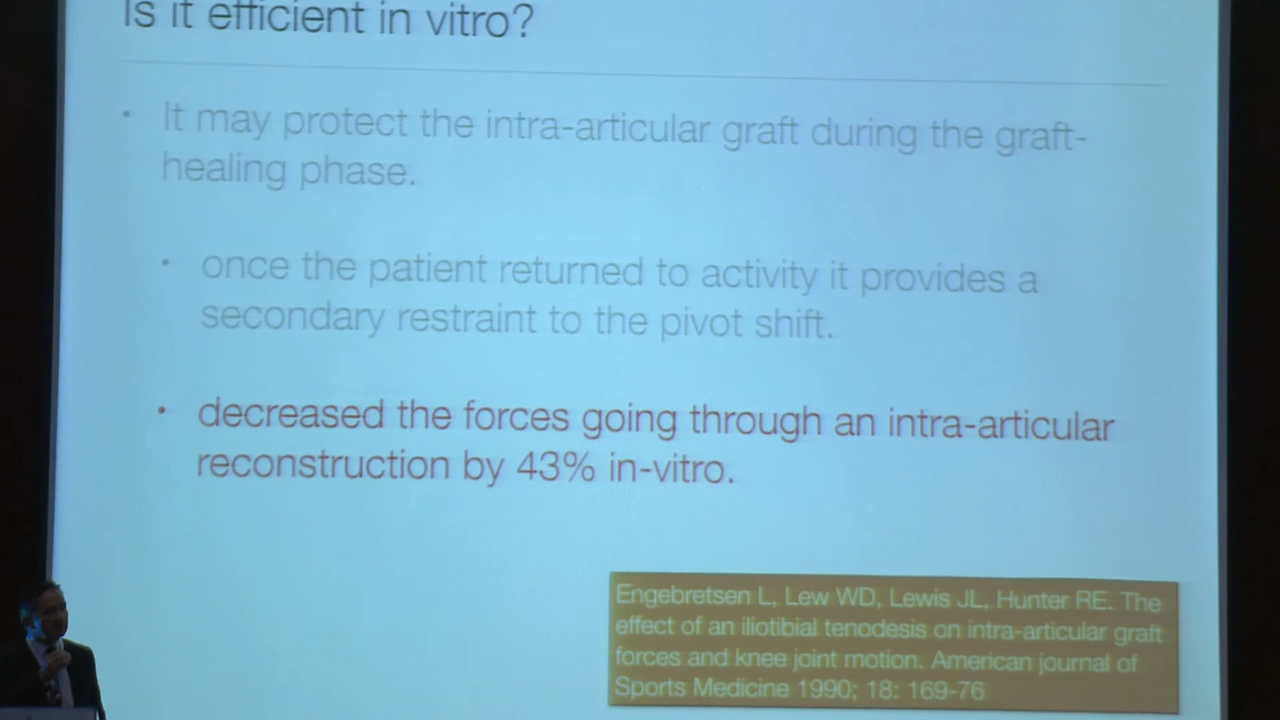 Is it efficient in vitro?
• It may protect the intra-articular graft during the graft-
healing phase.
• once the patient returned to activity it provides a
secondary restraint to the pivot shift.
• decreased the forces going through an intra-articular
reconstruction by 43% in-vitro.
Engebretsen L, Lew WD, Lewis JL, Hunter RE. The
effect of an iliotibial tenodesis on intra-articular graft
forces and knee joint motion. American journal of
Sports Medicine 1990; 18: 169-76